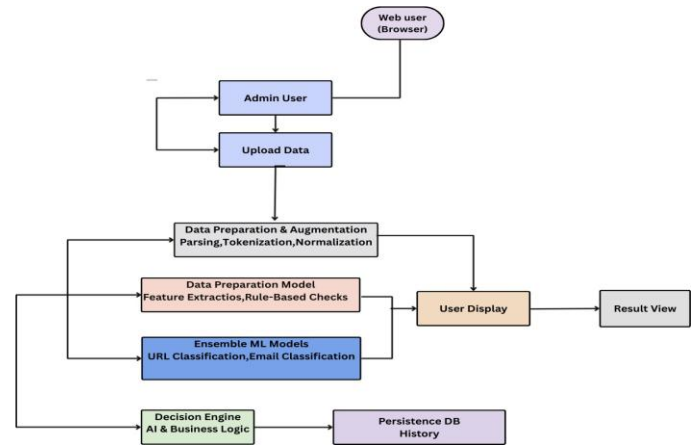 Web user
(Browser)
Admin User
Upload Data
Data Preparation & Augmentation
Parsing,Tokenization,Normalization
Data Preparation Model
Feature Extractios,Rule-Based Checks
User Display
Result View
Ensemble ML Models
URL Classification,Email Classification
Decision Engine
AI & Business Logic
Persistence DB
History